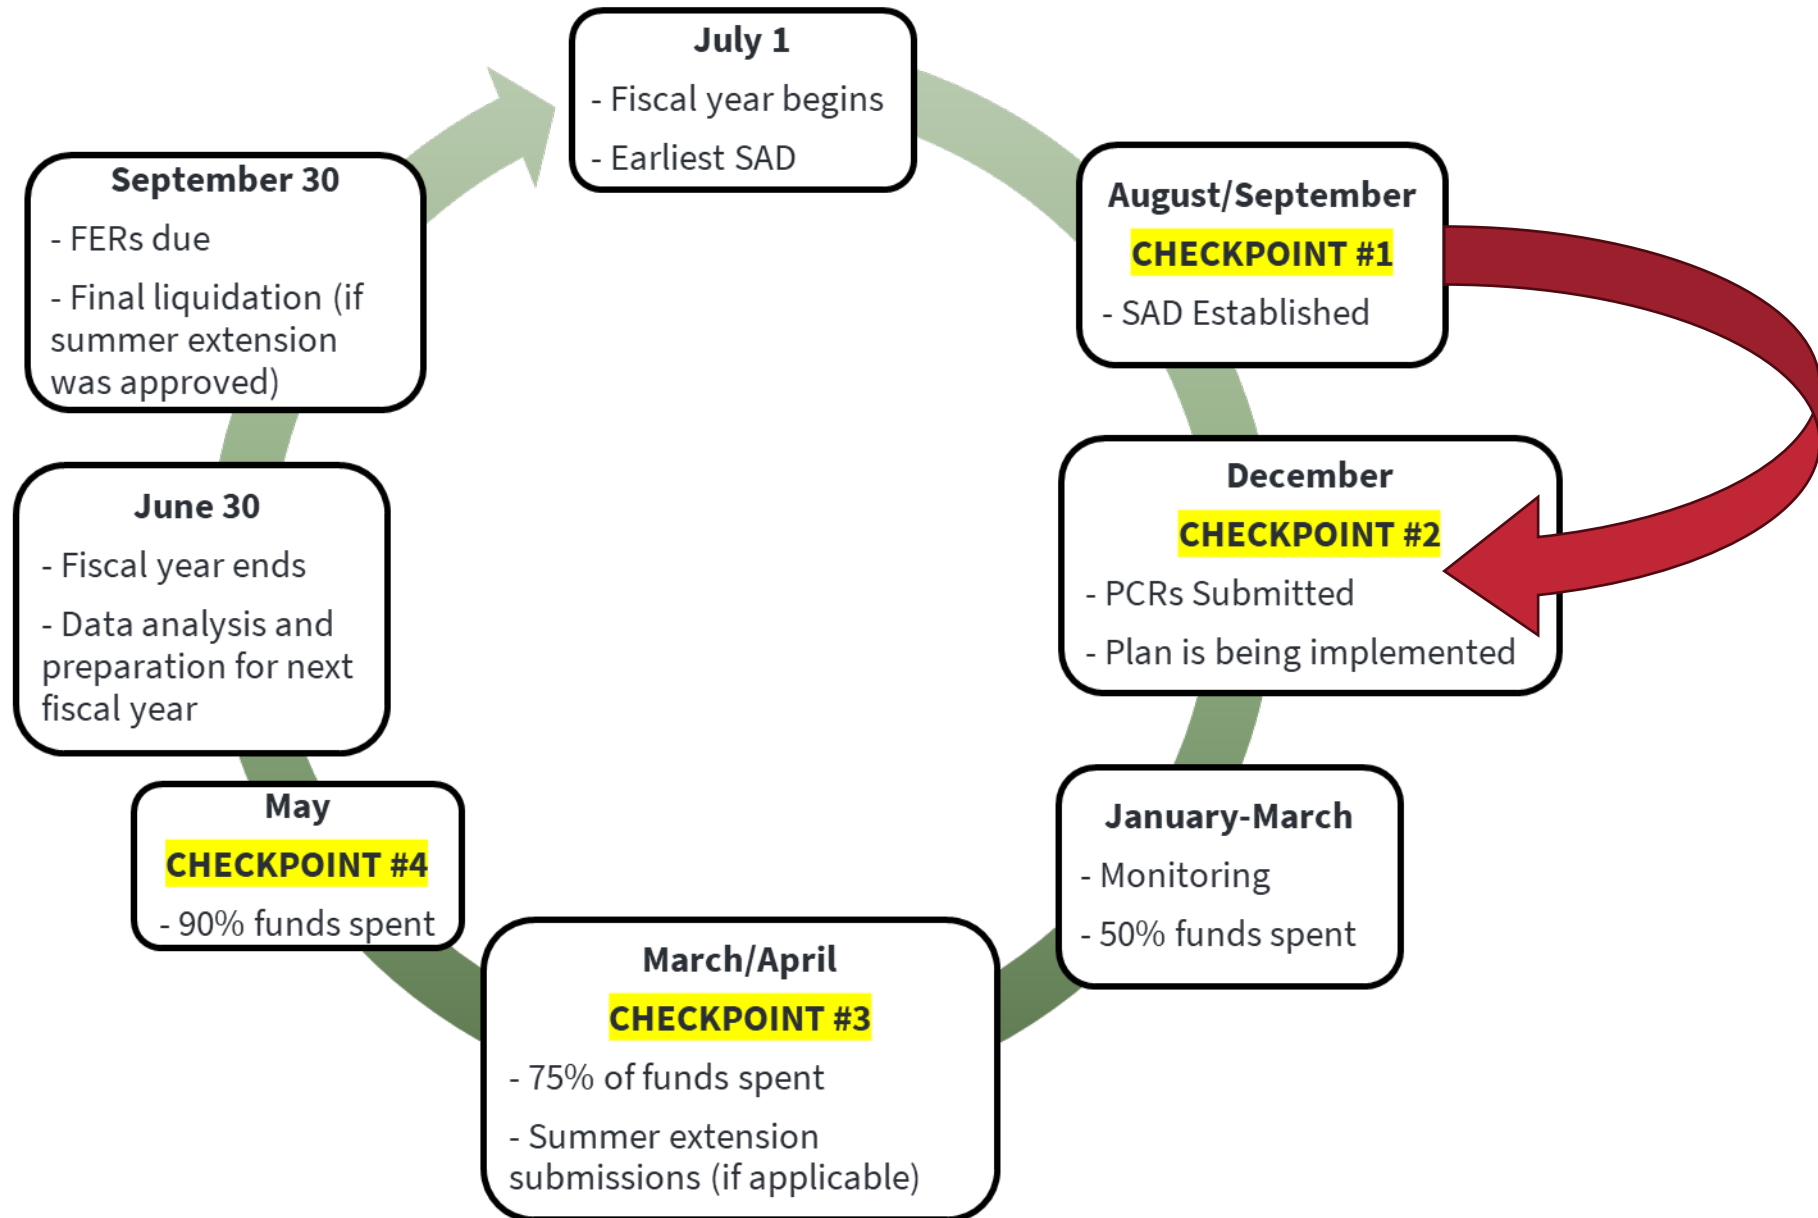 July 1
- Fiscal year begins
- Earliest SAD
August/September
CHECKPOINT #1
- SAD Established
December
CHECKPOINT #2
- PCRs Submitted
- Plan is being implemented
January-March
- Monitoring
- 50% funds spent
March/April
CHECKPOINT #3
- 75% of funds spent
- Summer extension
submissions (if applicable)
May
CHECKPOINT #4
- 90% funds spent
June 30
- Fiscal year ends
- Data analysis and
preparation for next
fiscal year
September 30
- FERs due
- Final liquidation (if
summer extension
was approved)